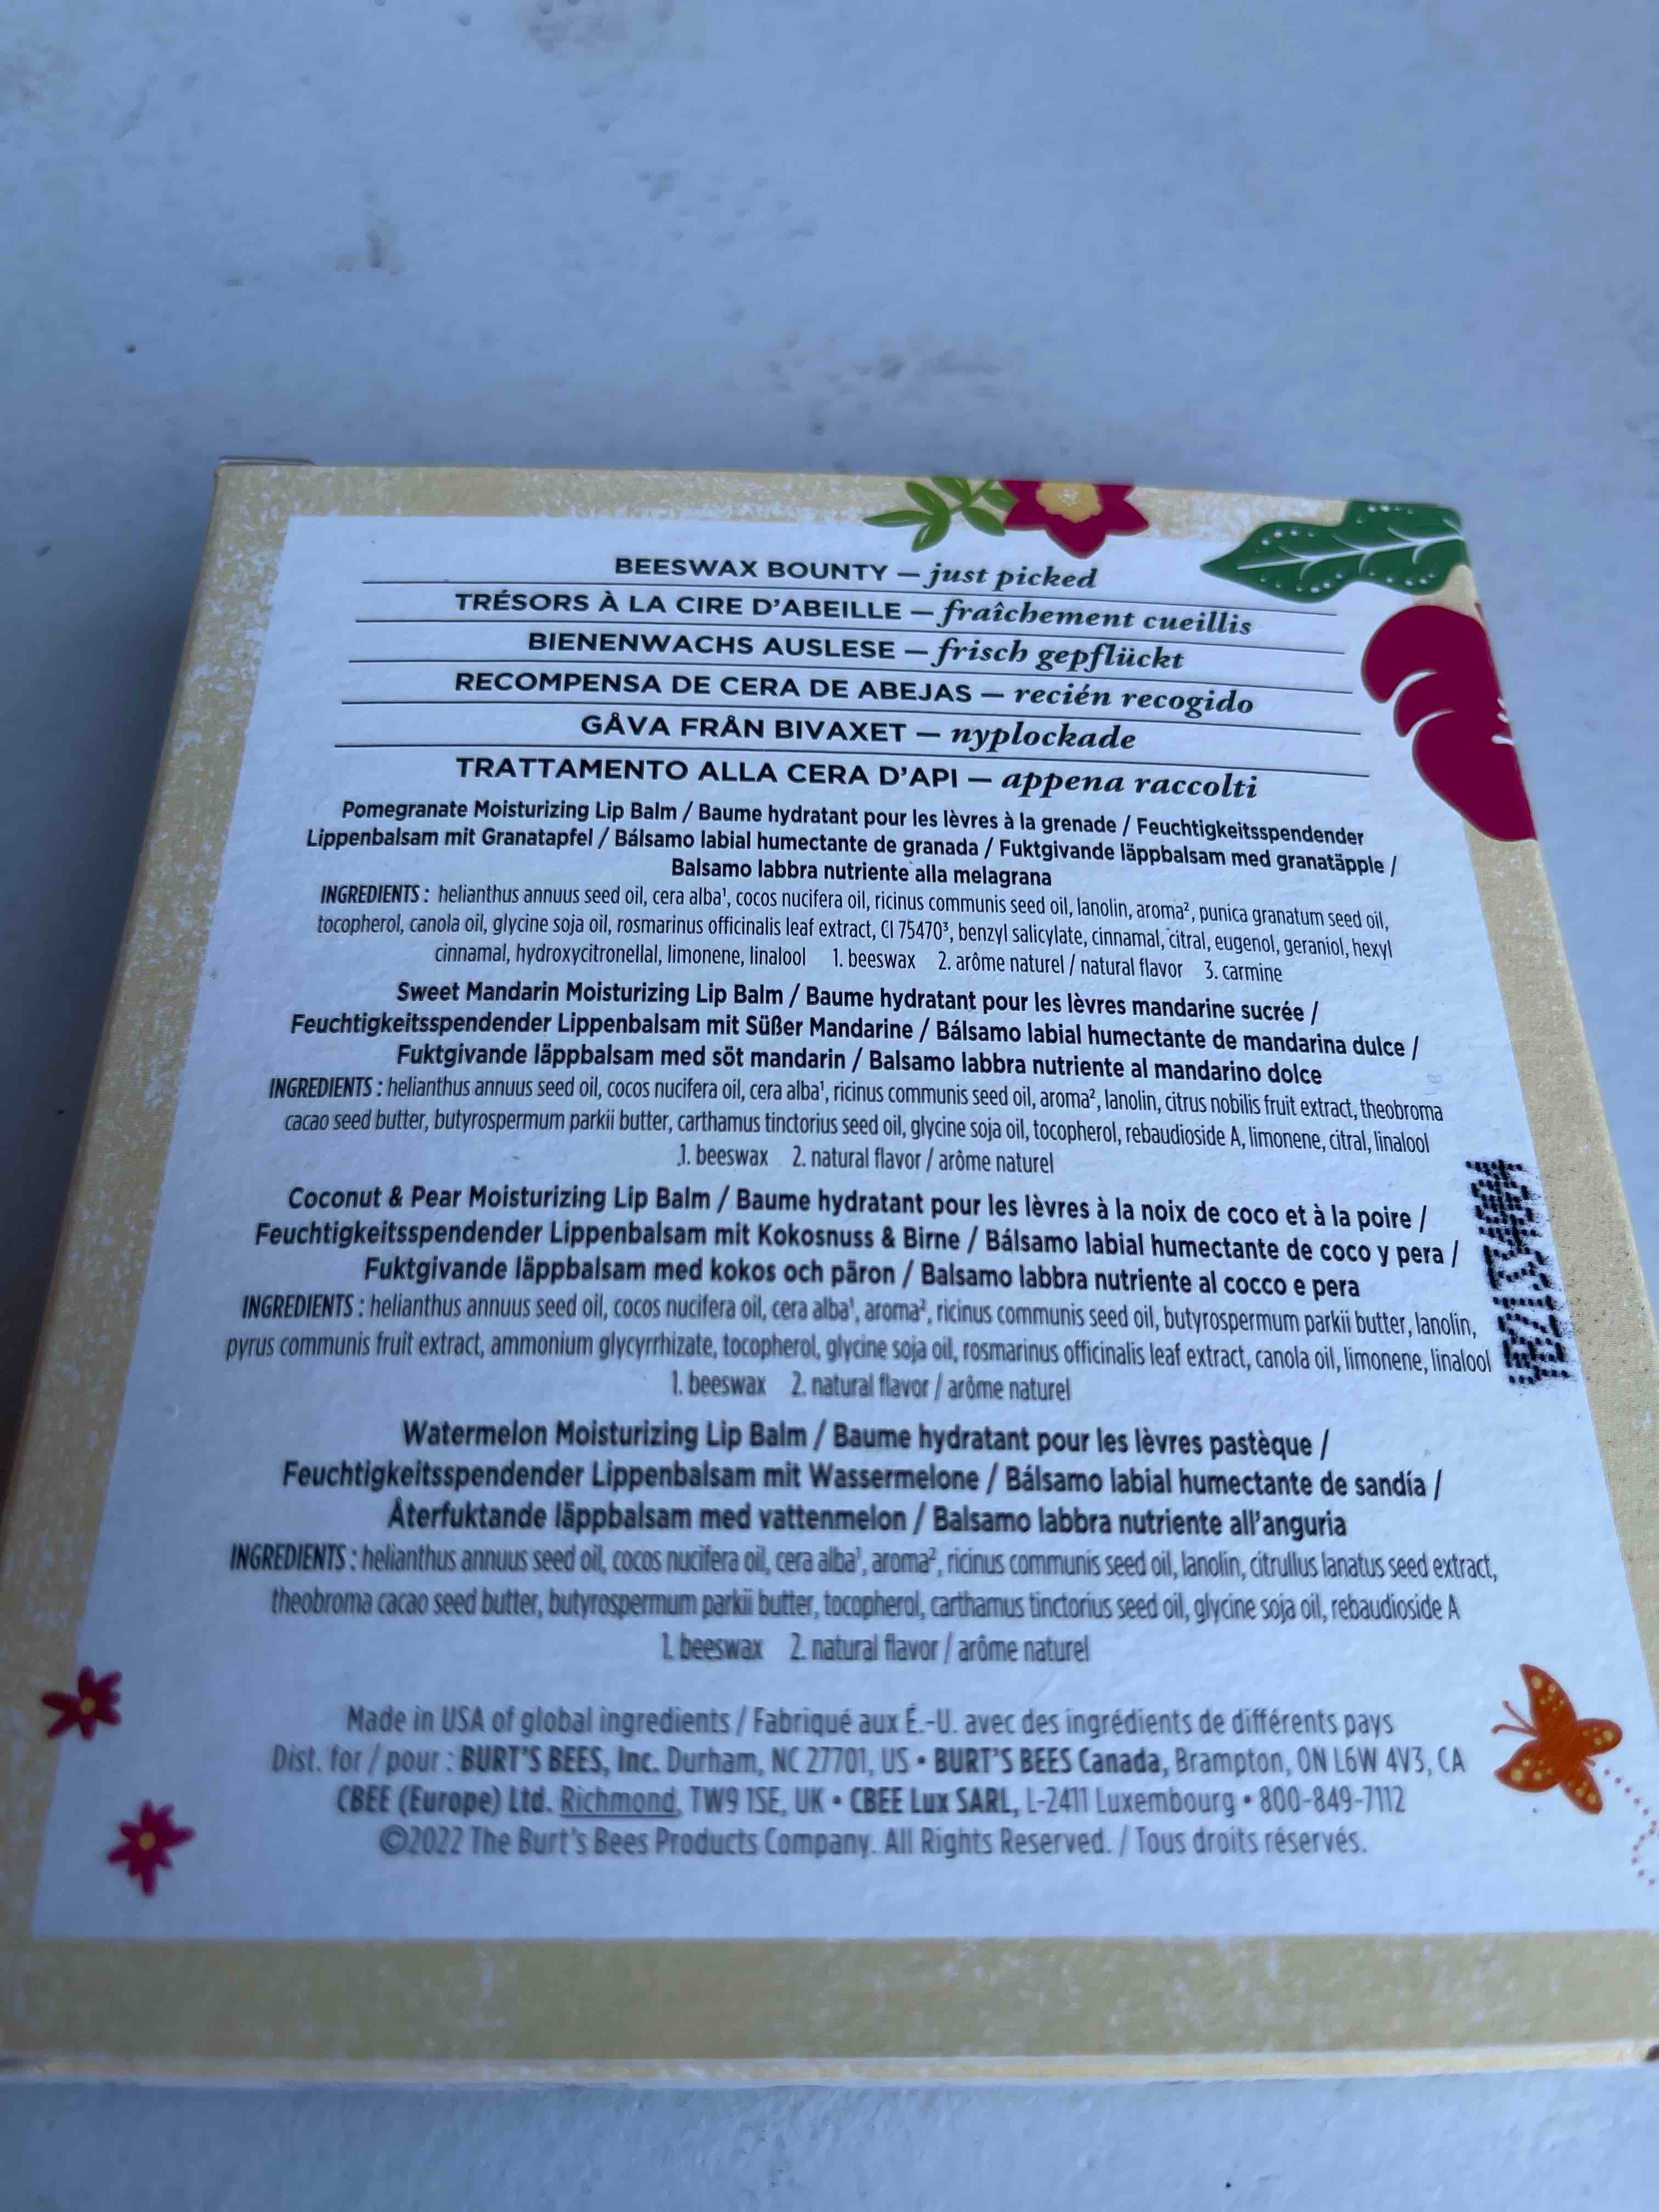 BEESWAX BOUNTY — just picked
TRÉSORS À LA CIRE D'ABEILLE — fraîchement cueillis
BIENENWACHS AUSLESE — frisch gepflückt
RECOMPENSA DE CERA DE ABEJAS — recién recogido
GÅVA FRÅN BIVAXET — nyplockade
TRATTAMENTO ALLA CERA D'API — appena raccolti
Pomegranate Moisturizing Lip Balm / Baume hydratant pour les lèvres à la grenade / Feuchtigkeitsspendender
Lippenbalsam mit Granatapfel / Bálsamo labial humectante de granada / Fuktgivande läppbalsam med granatäpple /
Balsamo labbra nutriente alla melagrana
INGREDIENTS : helianthus annuus seed oil, cera alba¹, cocos nucifera oil, ricinus communis seed oil, lanolin, aroma², punica granatum seed oil,
tocopherol, canola oil, glycine soja oil, rosmarinus officinalis leaf extract, CI 75470³, benzyl salicylate, cinnamal, citral, eugenol, geraniol, hexyl
cinnamal, hydroxycitronellal, limonene, linalool 1. beeswax 2. arôme naturel / natural flavor 3. carmine
Sweet Mandarin Moisturizing Lip Balm / Baume hydratant pour les lèvres mandarine sucrée /
Feuchtigkeitsspendender Lippenbalsam mit Süßer Mandarine / Bálsamo labial humectante de mandarina dulce /
Fuktgivande läppbalsam med söt mandarin / Balsamo labbra nutriente al mandarino dolce
INGREDIENTS : helianthus annuus seed oil, cocos nucifera oil, cera alba¹, ricinus communis seed oil, aroma², lanolin, citrus nobilis fruit extract, theobroma
cacao seed butter, butyrospermum parkii butter, carthamus tinctorius seed oil, glycine soja oil, tocopherol, rebaudioside A, limonene, citral, linalool
1. beeswax 2. natural flavor / arôme naturel
Coconut & Pear Moisturizing Lip Balm / Baume hydratant pour les lèvres à la noix de coco et à la poire /
Feuchtigkeitsspendender Lippenbalsam mit Kokosnuss & Birne / Bálsamo labial humectante de coco y pera /
Fuktgivande läppbalsam med kokos och päron / Balsamo labbra nutriente al cocco e pera
INGREDIENTS : helianthus annuus seed oil, cocos nucifera oil, cera alba¹, aroma², ricinus communis seed oil, butyrospermum parkii butter, lanolin,
pyrus communis fruit extract, ammonium glycyrrhizate, tocopherol, glycine soja oil, rosmarinus officinalis leaf extract, canola oil, limonene, linalool
1. beeswax 2. natural flavor / arôme naturel
Watermelon Moisturizing Lip Balm / Baume hydratant pour les lèvres pastèque /
Feuchtigkeitsspendender Lippenbalsam mit Wassermelone / Bálsamo labial humectante de sandía /
Återfuktande läppbalsam med vattenmelon / Balsamo labbra nutriente all'anguria
INGREDIENTS : helianthus annuus seed oil, cocos nucifera oil, cera alba¹, aroma², ricinus communis seed oil, lanolin, citrullus lanatus seed extract,
theobroma cacao seed butter, butyrospermum parkii butter, tocopherol, carthamus tinctorius seed oil, glycine soja oil, rebaudioside A
1. beeswax 2. natural flavor / arôme naturel
Made in USA of global ingredients / Fabriqué aux É.-U. avec des ingrédients de différents pays
Dist. for / pour : BURT'S BEES, Inc. Durham, NC 27701, US • BURT'S BEES Canada, Brampton, ON L6W 4V3, CA
CBEE (Europe) Ltd. Richmond, TW9 1SE, UK • CBEE Lux SARL, L-2411 Luxembourg • 800-849-7112
©2022 The Burt's Bees Products Company. All Rights Reserved. / Tous droits réservés.